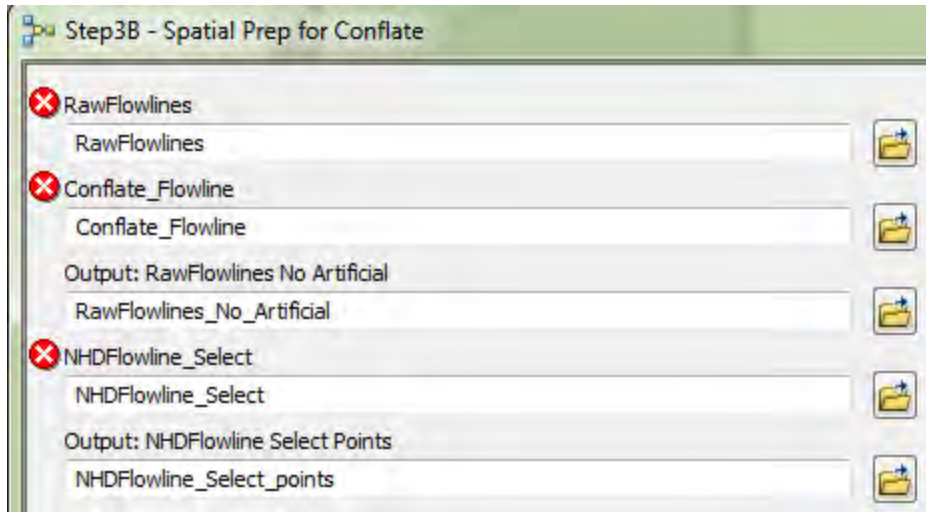 Step3B - Spatial Prep for Conflate
RawFlowlines
RawFlowlines
Conflate_Flowline
Conflate_Flowline
Output: RawFlowlines No Artificial
RawFlowlines_No_Artificial
NHDFlowline_Select
NHDFlowline_Select
Output: NHDFlowline Select Points
NHDFlowline_Select_points